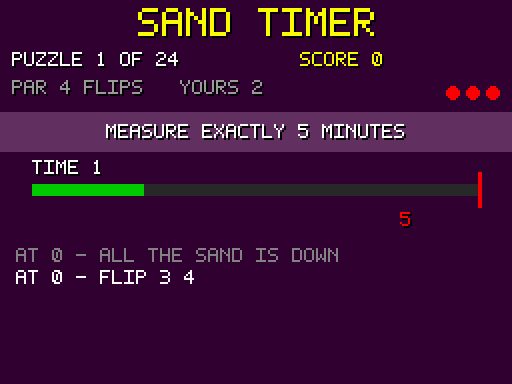 SAND TIMER
PUZZLE 1 OF 24 SCORE 0
PAR 4 FLIPS YOURS 2
MEASURE EXACTLY 5 MINUTES
TIME 1
5
AT 0 - ALL THE SAND IS DOWN
AT 0 - FLIP 3 4